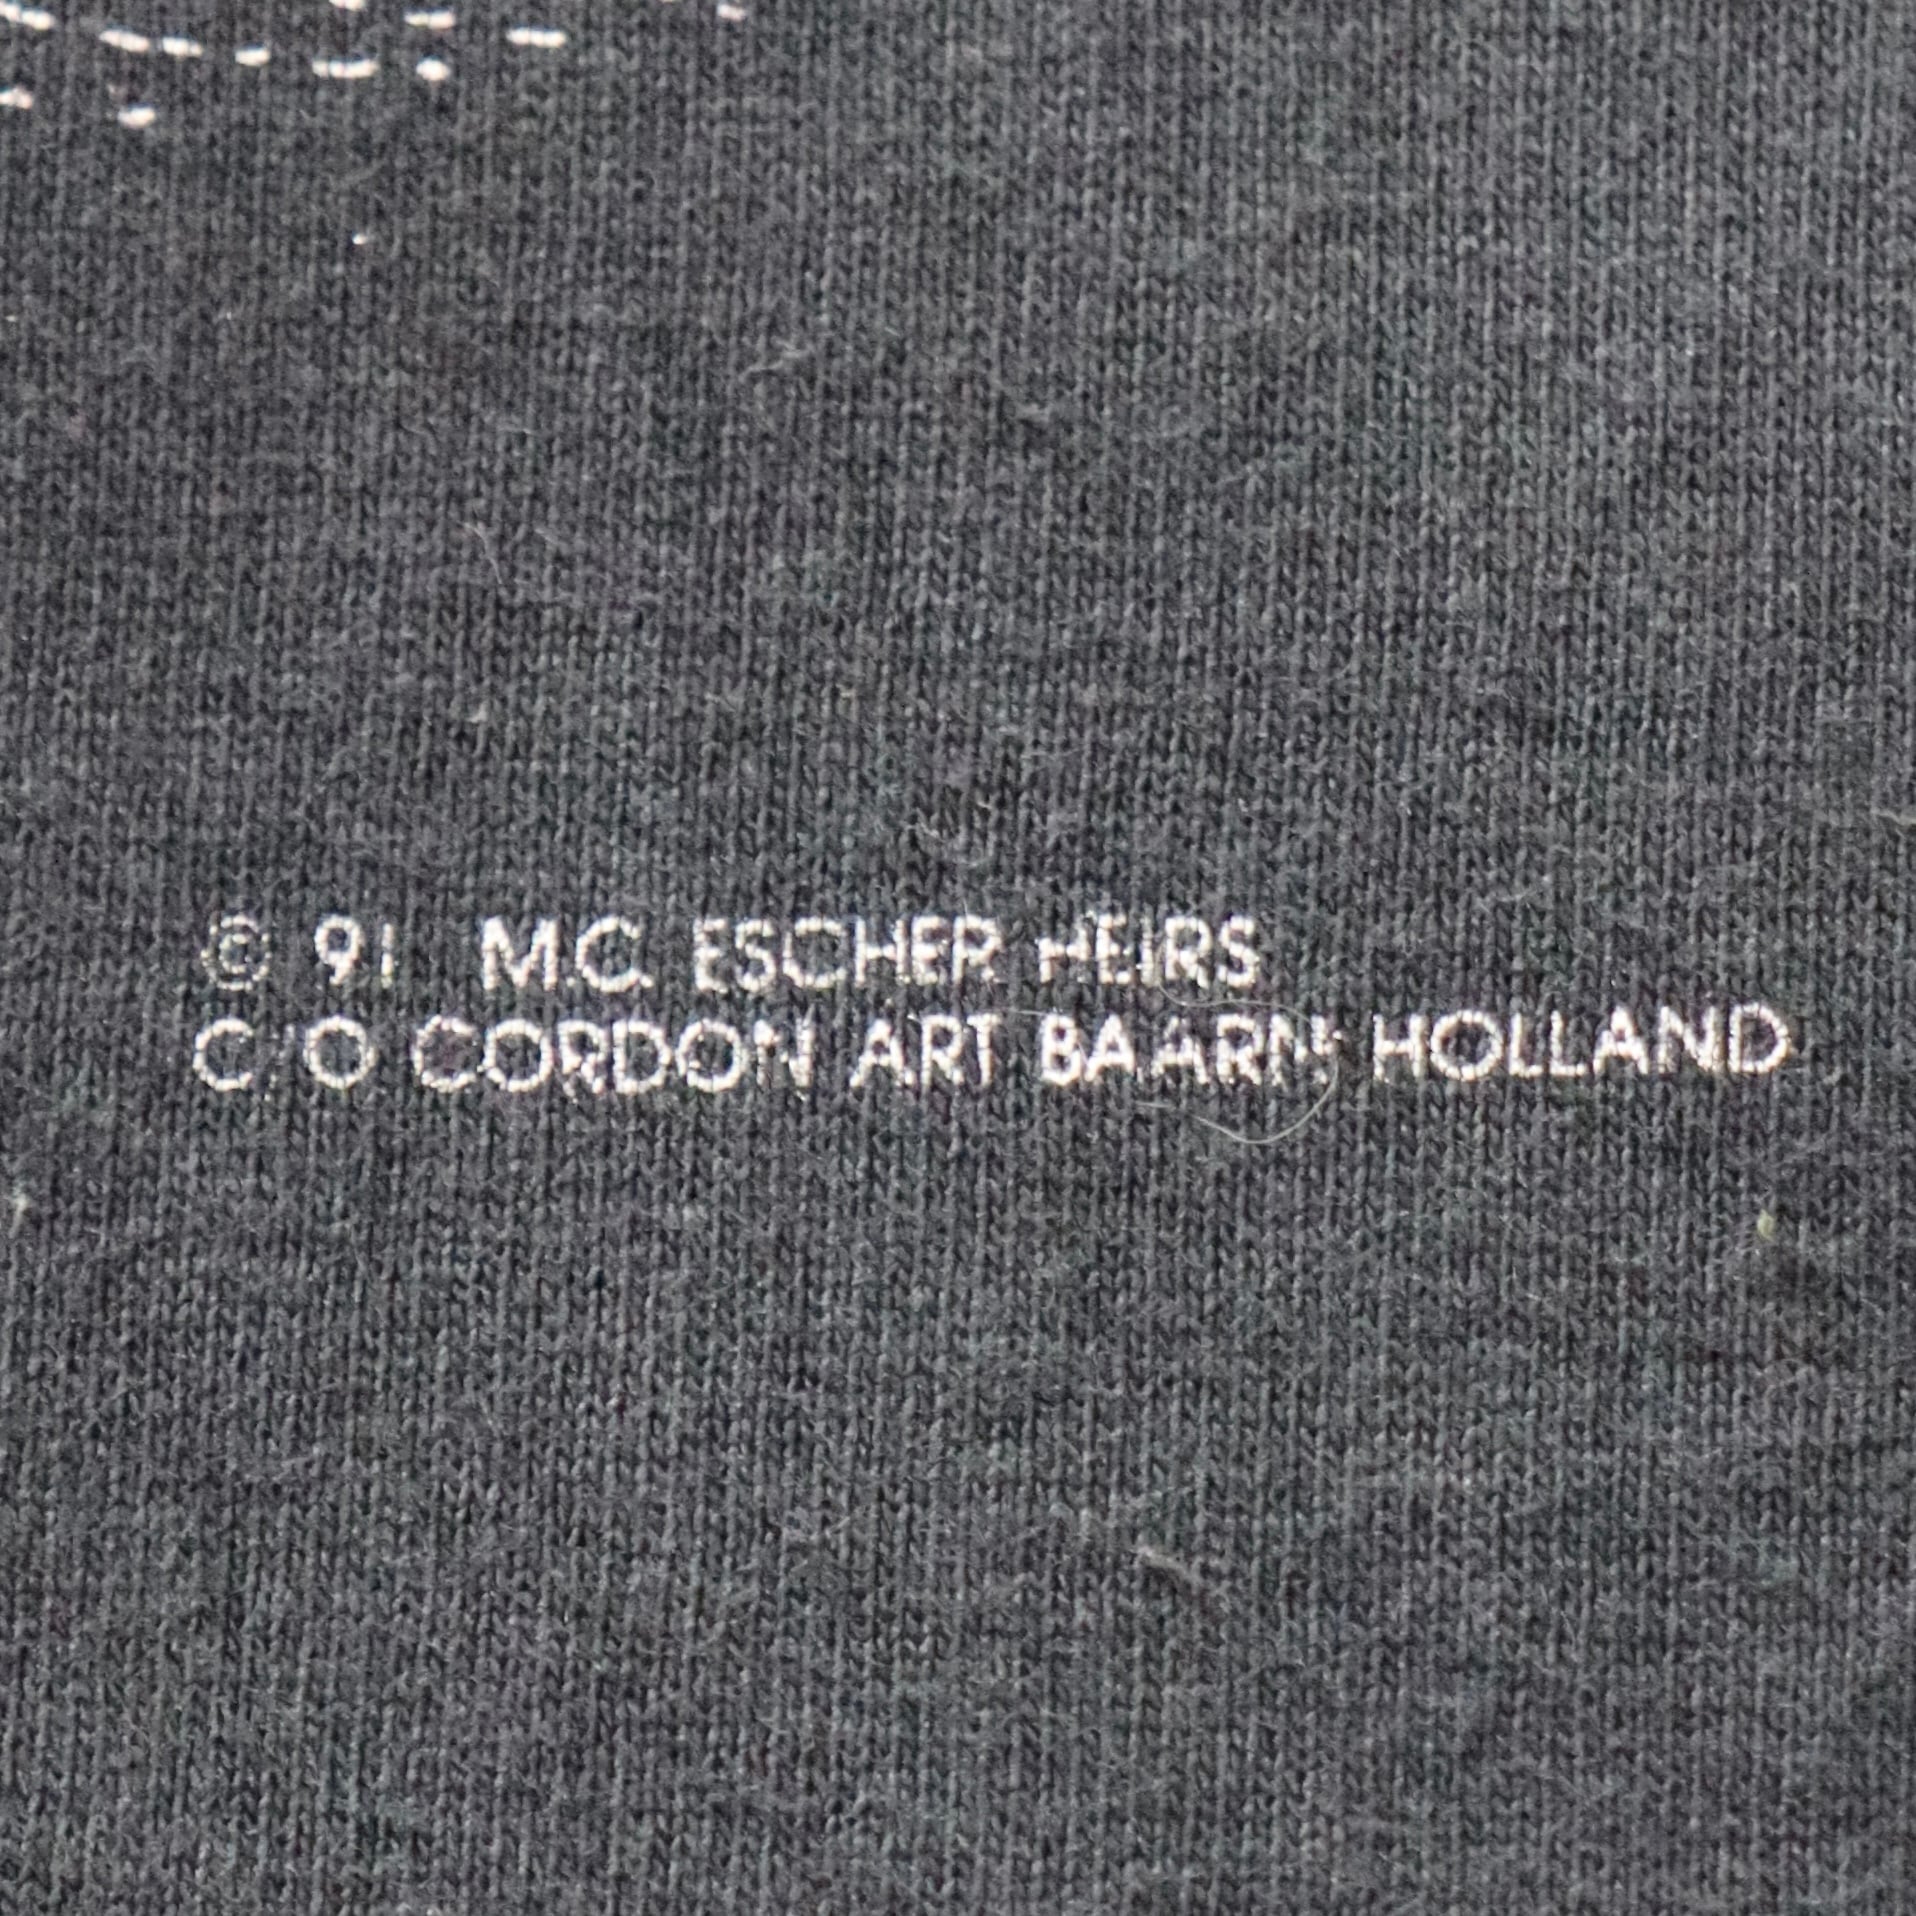 © 91 M.C. ESCHER HEIRS
C/O CORDON ART BAARN HOLLAND